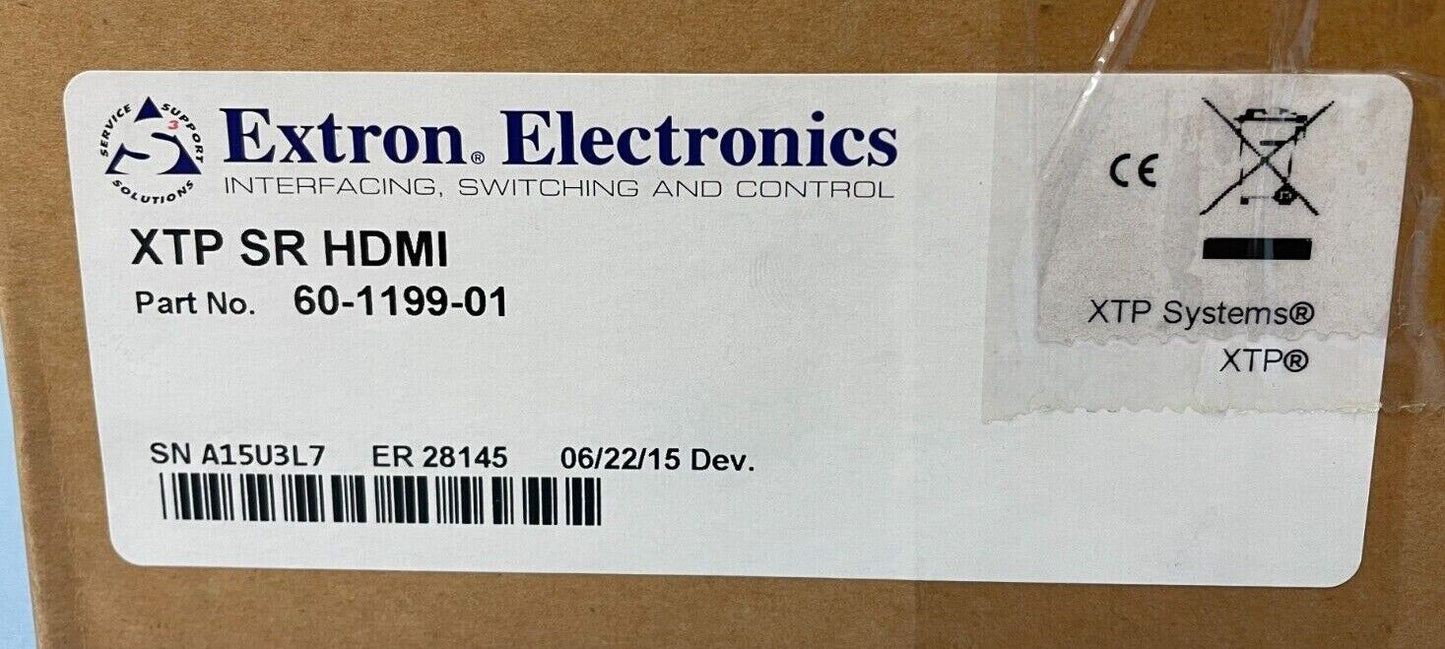 SERVICE SUPPORT SOLUTIONS
S3
Extron® Electronics
INTERFACING, SWITCHING AND CONTROL
CE
XTP SR HDMI
Part No. 60-1199-01
XTP Systems®
XTP®
SN A15U3L7 ER 28145 06/22/15 Dev.